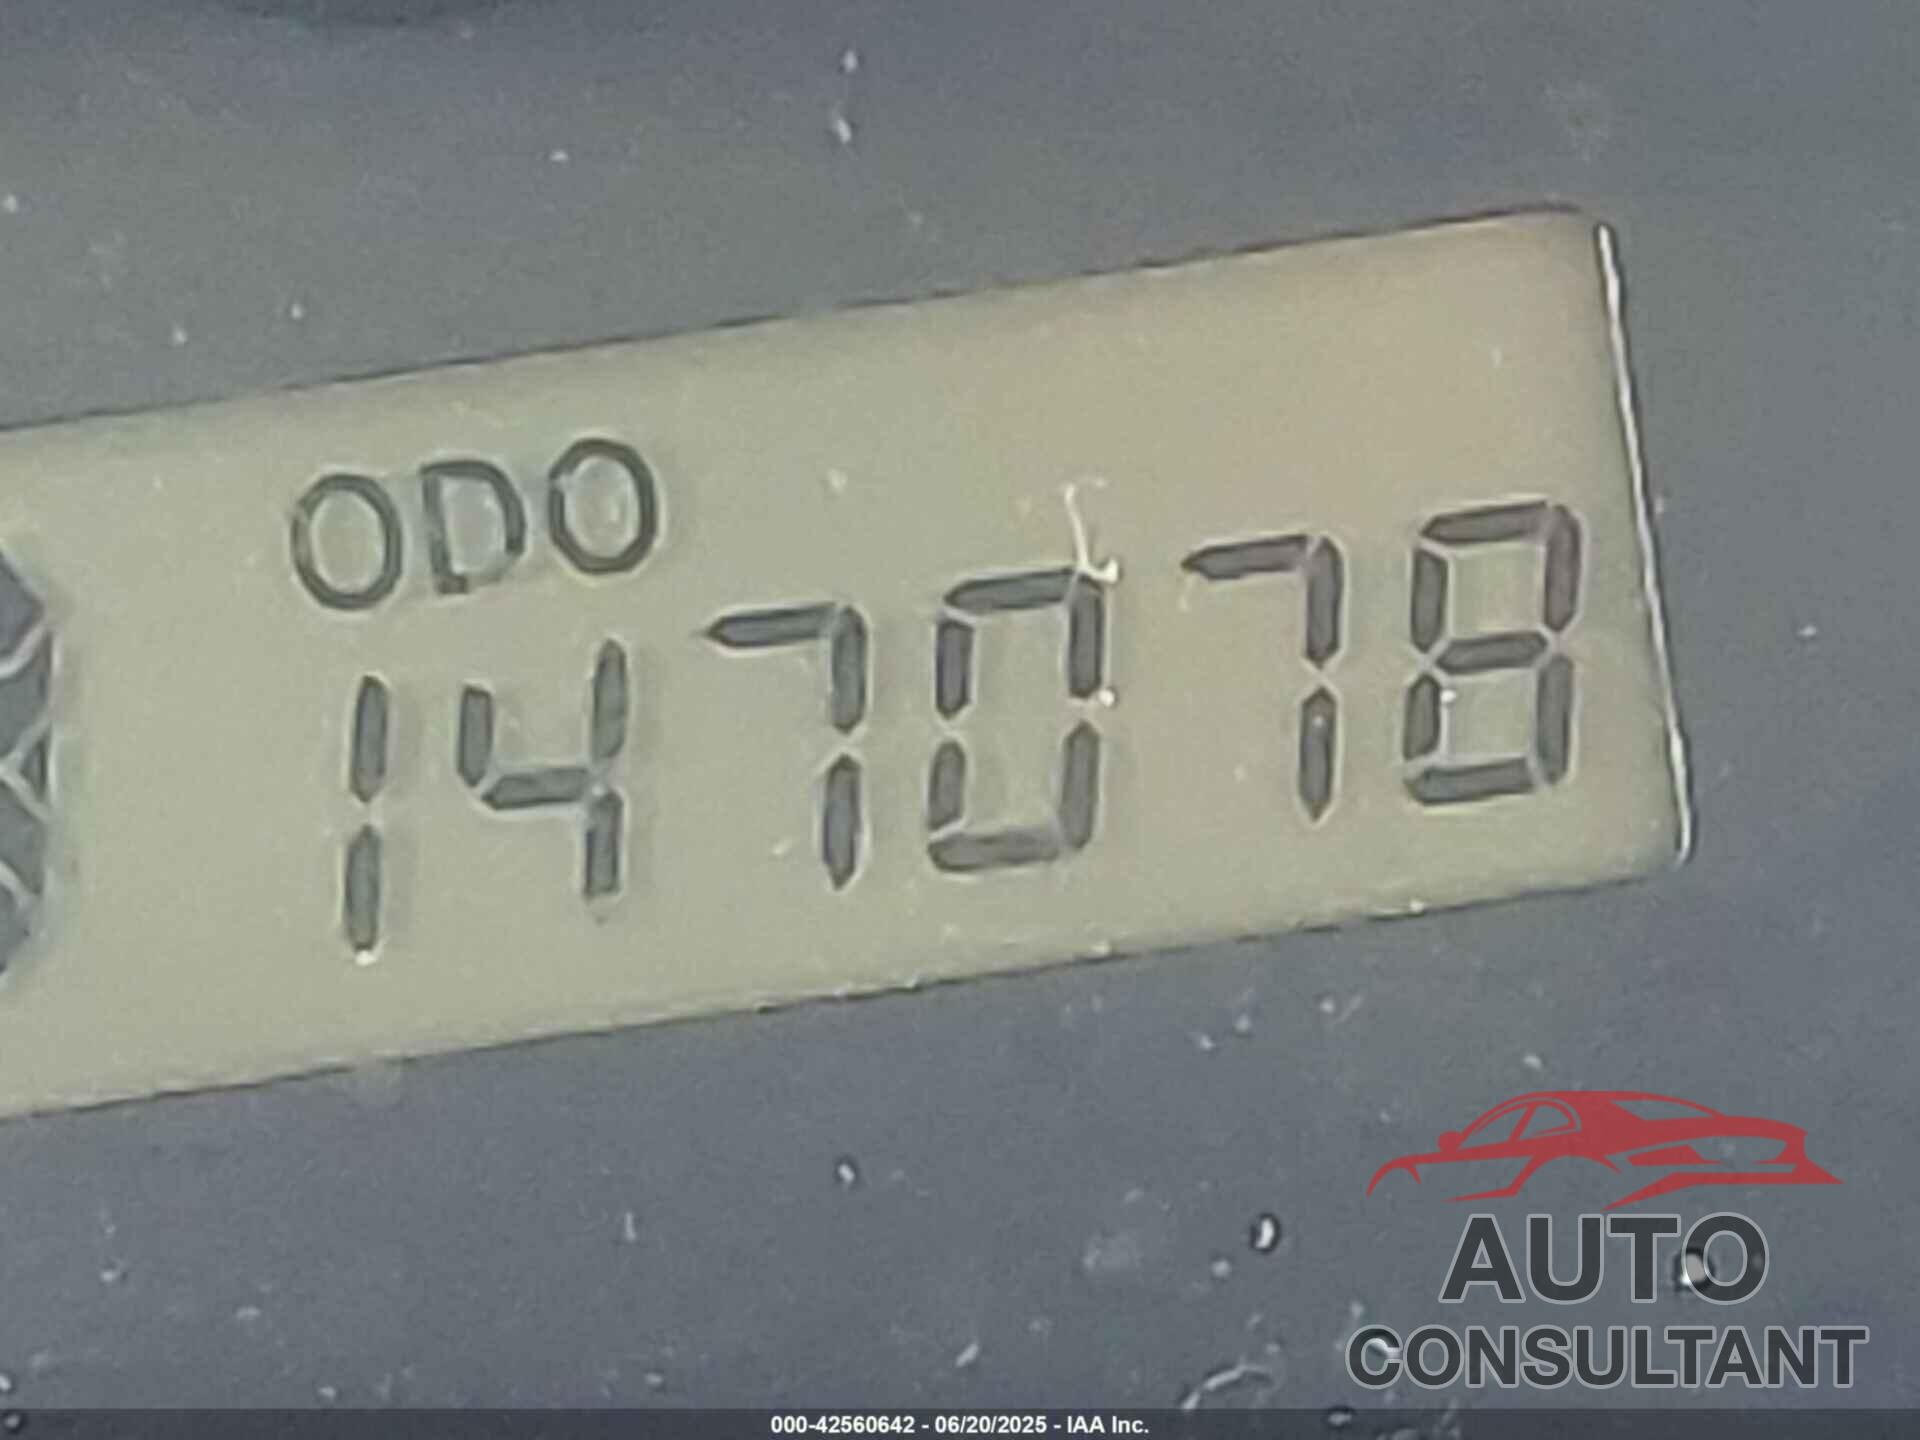 ODO
147078
AUTO
CONSULTANT
000-42560642 - 06/20/2025 - IAA Inc.